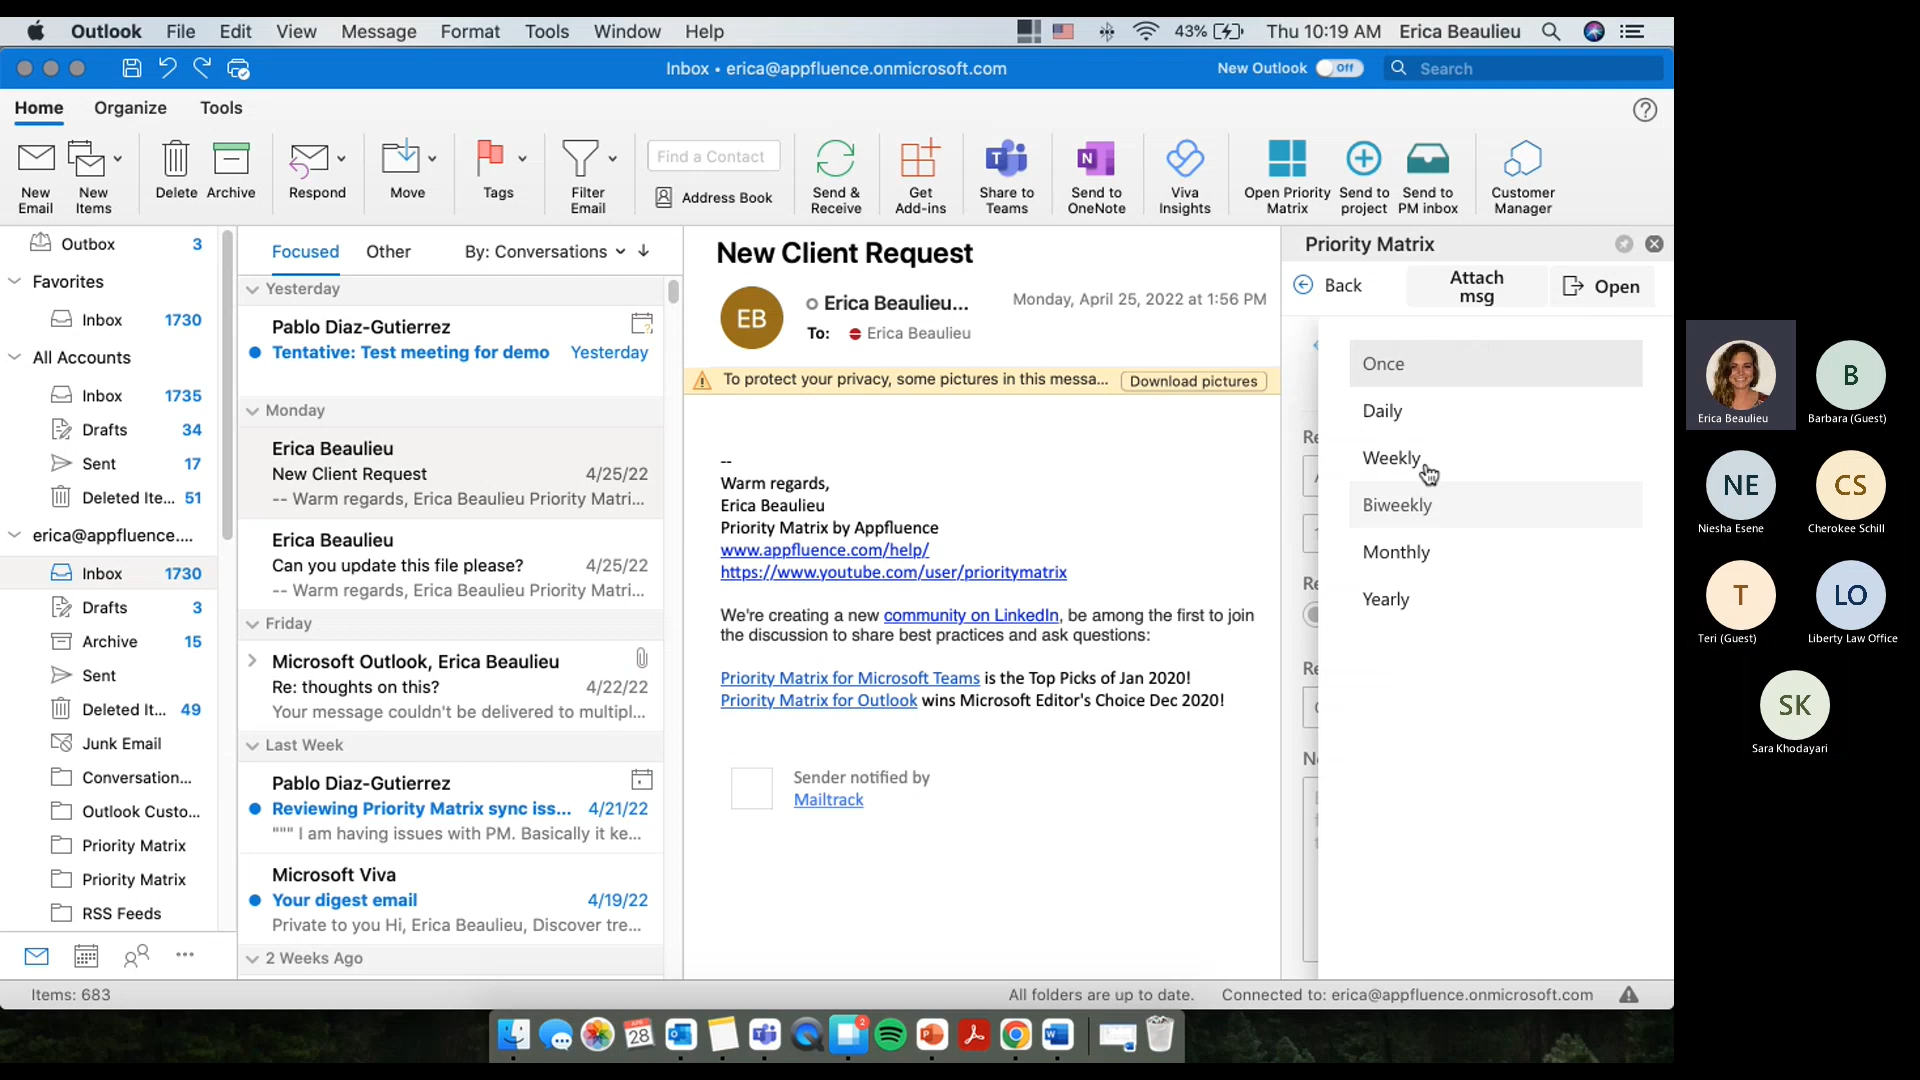 Outlook File Edit View Message Format Tools Window Help
43% Thu 10:19 AM Erica Beaulieu
Inbox • erica@appfluence.onmicrosoft.com
New Outlook Off Search
Home Organize Tools
New Email
New Items
Delete
Archive
Respond
Move
Tags
Filter Email
Find a Contact
Address Book
Send & Receive
Get Add-ins
Share to Teams
Send to OneNote
Viva Insights
Open Priority Matrix
Send to project
Send to PM inbox
Customer Manager
Outbox 3
Favorites
Inbox 1730
All Accounts
Inbox 1735
Drafts 34
Sent 17
Deleted Ite... 51
erica@appfluence....
Inbox 1730
Drafts 3
Archive 15
Sent
Deleted It... 49
Junk Email
Conversation...
Outlook Custo...
Priority Matrix
Priority Matrix
RSS Feeds
Focused Other By: Conversations
Yesterday
Pablo Diaz-Gutierrez
Tentative: Test meeting for demo Yesterday
Monday
Erica Beaulieu
New Client Request 4/25/22
-- Warm regards, Erica Beaulieu Priority Matri...
Erica Beaulieu
Can you update this file please? 4/25/22
-- Warm regards, Erica Beaulieu Priority Matri...
Friday
Microsoft Outlook, Erica Beaulieu
Re: thoughts on this? 4/22/22
Your message couldn't be delivered to multipl...
Last Week
Pablo Diaz-Gutierrez
Reviewing Priority Matrix sync iss... 4/21/22
""" I am having issues with PM. Basically it ke...
Microsoft Viva
Your digest email 4/19/22
Private to you Hi, Erica Beaulieu, Discover tre...
2 Weeks Ago
New Client Request
EB
Erica Beaulieu... Monday, April 25, 2022 at 1:56 PM
To: Erica Beaulieu
To protect your privacy, some pictures in this messa... Download pictures
--
Warm regards,
Erica Beaulieu
Priority Matrix by Appfluence
www.appfluence.com/help/
https://www.youtube.com/user/prioritymatrix
We're creating a new community on LinkedIn, be among the first to join
the discussion to share best practices and ask questions:
Priority Matrix for Microsoft Teams is the Top Picks of Jan 2020!
Priority Matrix for Outlook wins Microsoft Editor's Choice Dec 2020!
Sender notified by
Mailtrack
Priority Matrix
Back
Attach msg
Open
Re
Re
Re
Once
Daily
Weekly
Biweekly
Monthly
Yearly
Items: 683
All folders are up to date. Connected to: erica@appfluence.onmicrosoft.com
APR
28
2
Erica Beaulieu
B
Barbara (Guest)
NE
Niesha Esene
CS
Cherokee Schill
T
Teri (Guest)
LO
Liberty Law Office
SK
Sara Khodayari